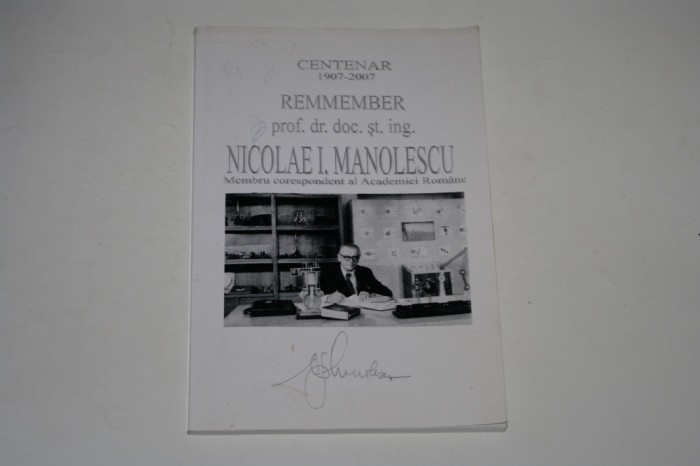 CENTENAR
1907-2007
REMMEMBER
prof. dr. doc. şt. ing.
NICOLAE I. MANOLESCU
Membru corespondent al Academiei Române